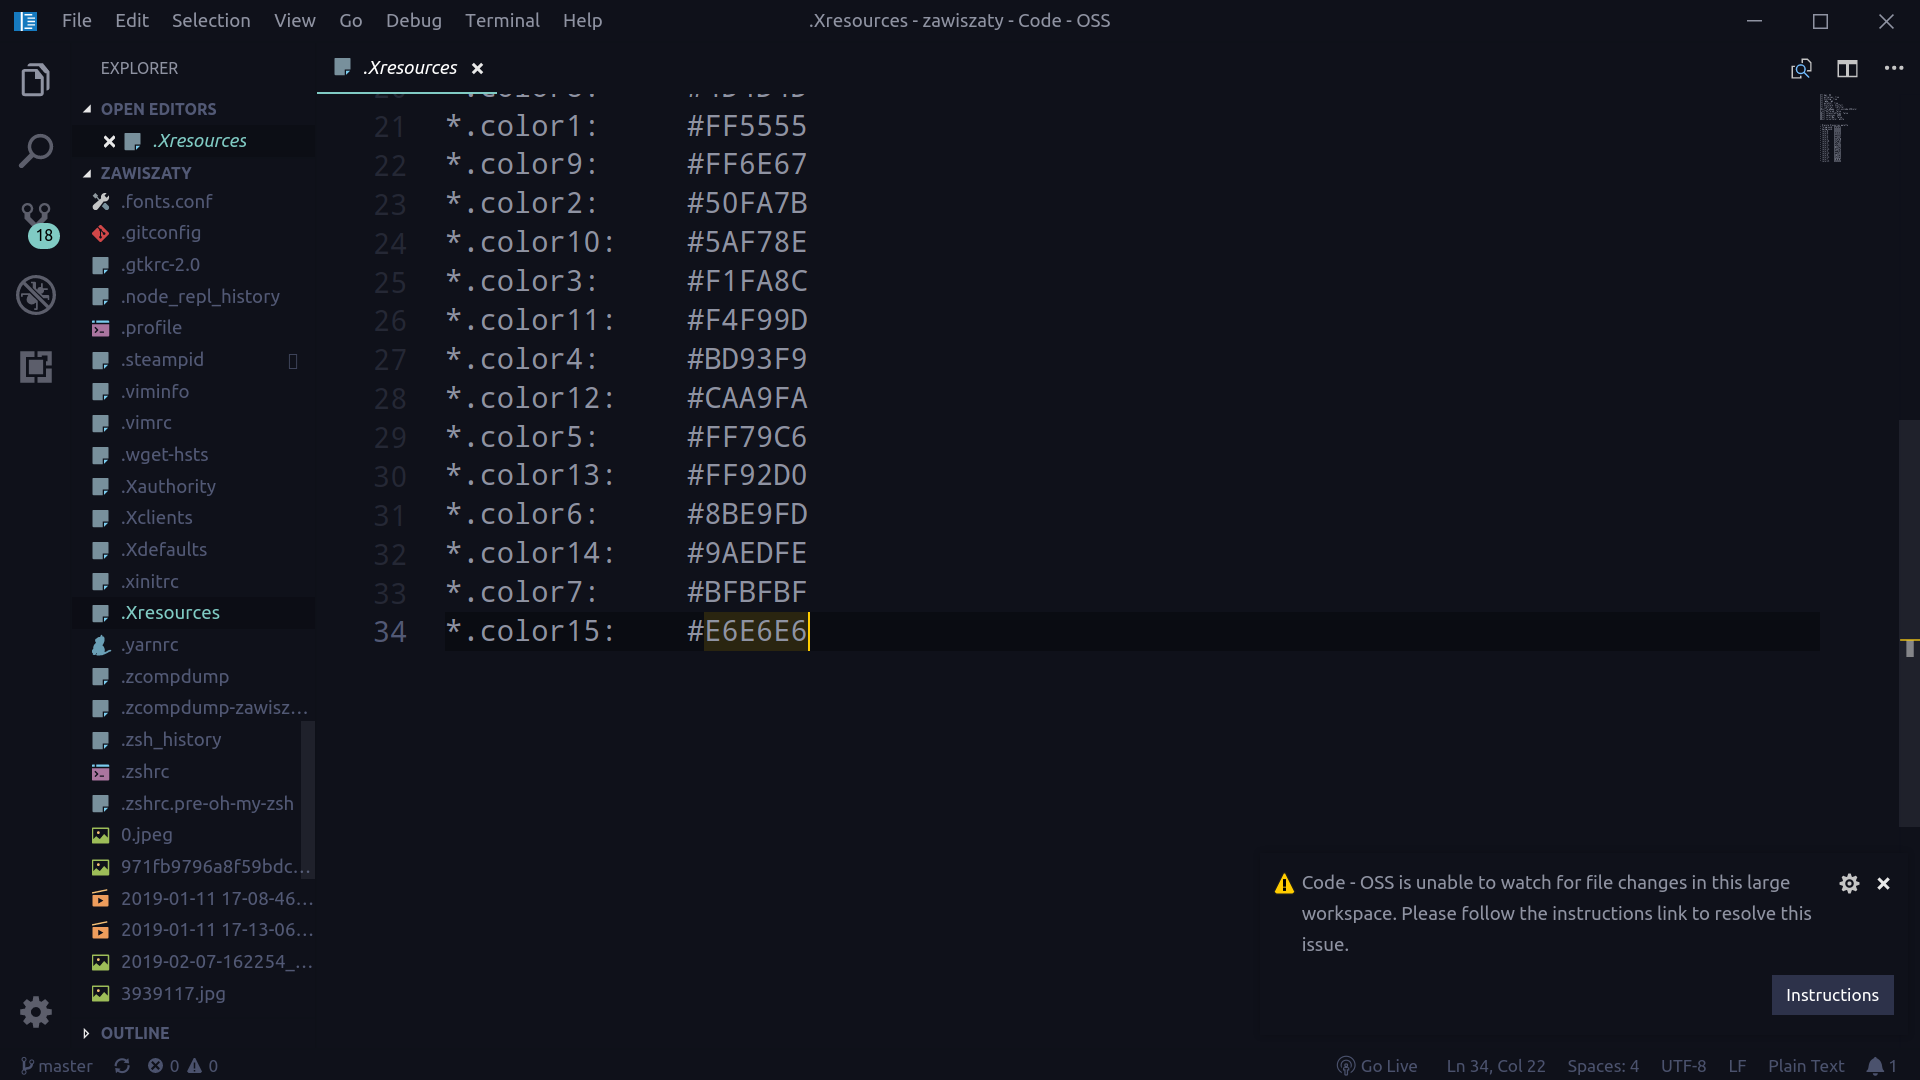 File Edit Selection View Go Debug Terminal Help
.Xresources - zawiszaty - Code - OSS
EXPLORER
OPEN EDITORS
.Xresources
ZAWISZATY
.fonts.conf
.gitconfig
.gtkrc-2.0
.node_repl_history
.profile
.steampid
.viminfo
.vimrc
.wget-hsts
.Xauthority
.Xclients
.Xdefaults
.xinitrc
.Xresources
.yarnrc
.zcompdump
.zcompdump-zawisz...
.zsh_history
.zshrc
.zshrc.pre-oh-my-zsh
0.jpeg
971fb9796a8f59bdc...
2019-01-11 17-08-46...
2019-01-11 17-13-06...
2019-02-07-162254_...
3939117.jpg
OUTLINE
18
.Xresources
21 *.color1: #FF5555
22 *.color9: #FF6E67
23 *.color2: #50FA7B
24 *.color10: #5AF78E
25 *.color3: #F1FA8C
26 *.color11: #F4F99D
27 *.color4: #BD93F9
28 *.color12: #CAA9FA
29 *.color5: #FF79C6
30 *.color13: #FF92D0
31 *.color6: #8BE9FD
32 *.color14: #9AEDFE
33 *.color7: #BFBFBF
34 *.color15: #E6E6E6
Code - OSS is unable to watch for file changes in this large
workspace. Please follow the instructions link to resolve this
issue.
Instructions
master 0 0 Go Live Ln 34, Col 22 Spaces: 4 UTF-8 LF Plain Text 1